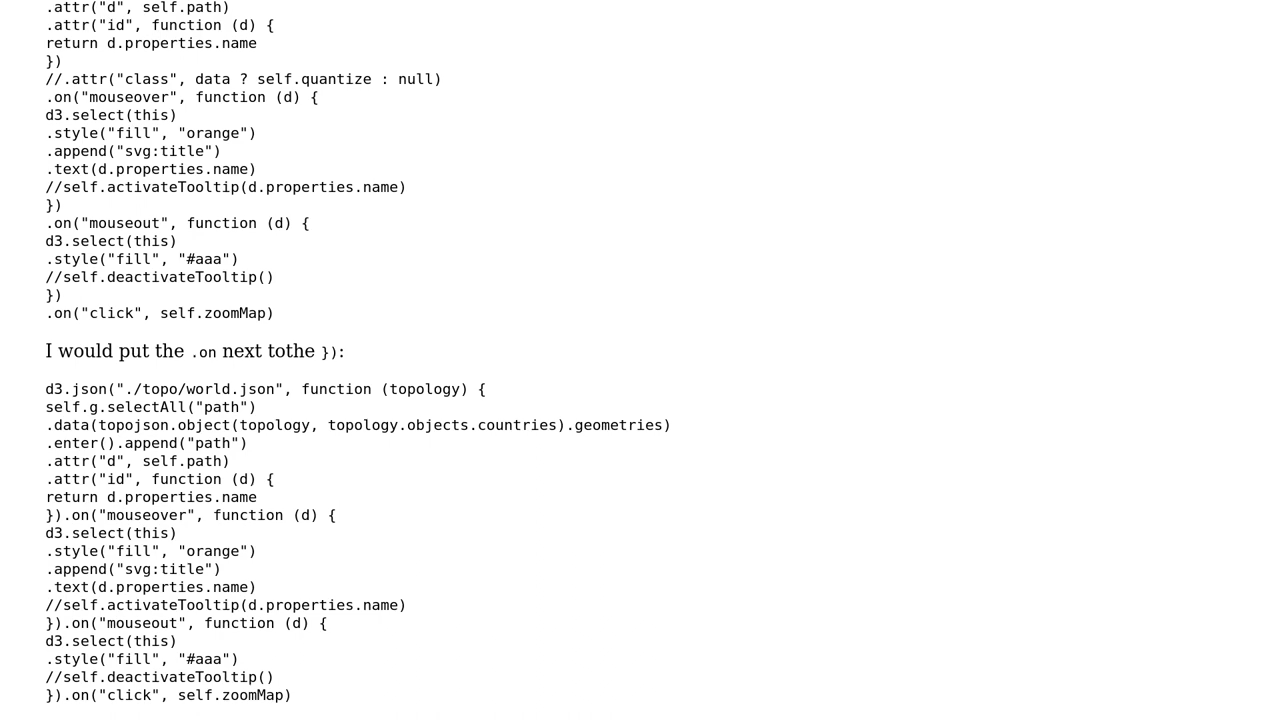 .attr("d", self.path)
.attr("id", function (d) {
return d.properties.name
})
//.attr("class", data ? self.quantize : null)
.on("mouseover", function (d) {
d3.select(this)
.style("fill", "orange")
.append("svg:title")
.text(d.properties.name)
//self.activateTooltip(d.properties.name)
})
.on("mouseout", function (d) {
d3.select(this)
.style("fill", "#aaa")
//self.deactivateTooltip()
})
.on("click", self.zoomMap)
I would put the .on next tothe }):
d3.json("./topo/world.json", function (topology) {
self.g.selectAll("path")
.data(topojson.object(topology, topology.objects.countries).geometries)
.enter().append("path")
.attr("d", self.path)
.attr("id", function (d) {
return d.properties.name
}).on("mouseover", function (d) {
d3.select(this)
.style("fill", "orange")
.append("svg:title")
.text(d.properties.name)
//self.activateTooltip(d.properties.name)
}).on("mouseout", function (d) {
d3.select(this)
.style("fill", "#aaa")
//self.deactivateTooltip()
}).on("click", self.zoomMap)